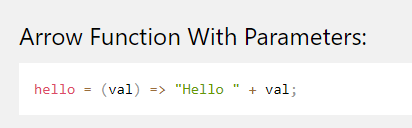 Arrow Function With Parameters:
hello = (val) => "Hello " + val;